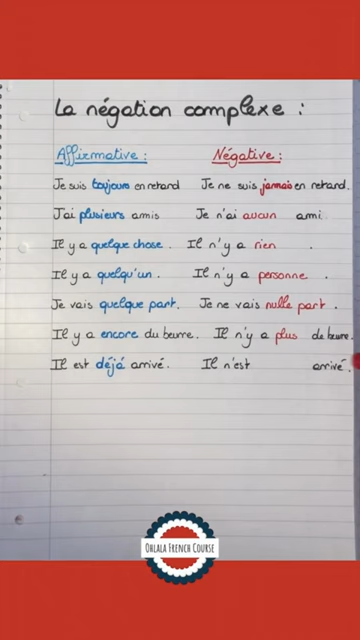 La négation complexe :
Affirmative : Négative :
Je suis toujours en retard Je ne suis jamais en retard.
J'ai plusieurs amis Je n'ai aucun ami
Il y a quelque chose. Il n'y a rien .
Il y a quelqu'un. Il n'y a personne .
Je vais quelque part. Je ne vais nulle part .
Il y a encore du beurre. Il n'y a plus de beurre.
Il est déjà arrivé. Il n'est arrivé.
OHLALA FRENCH COURSE